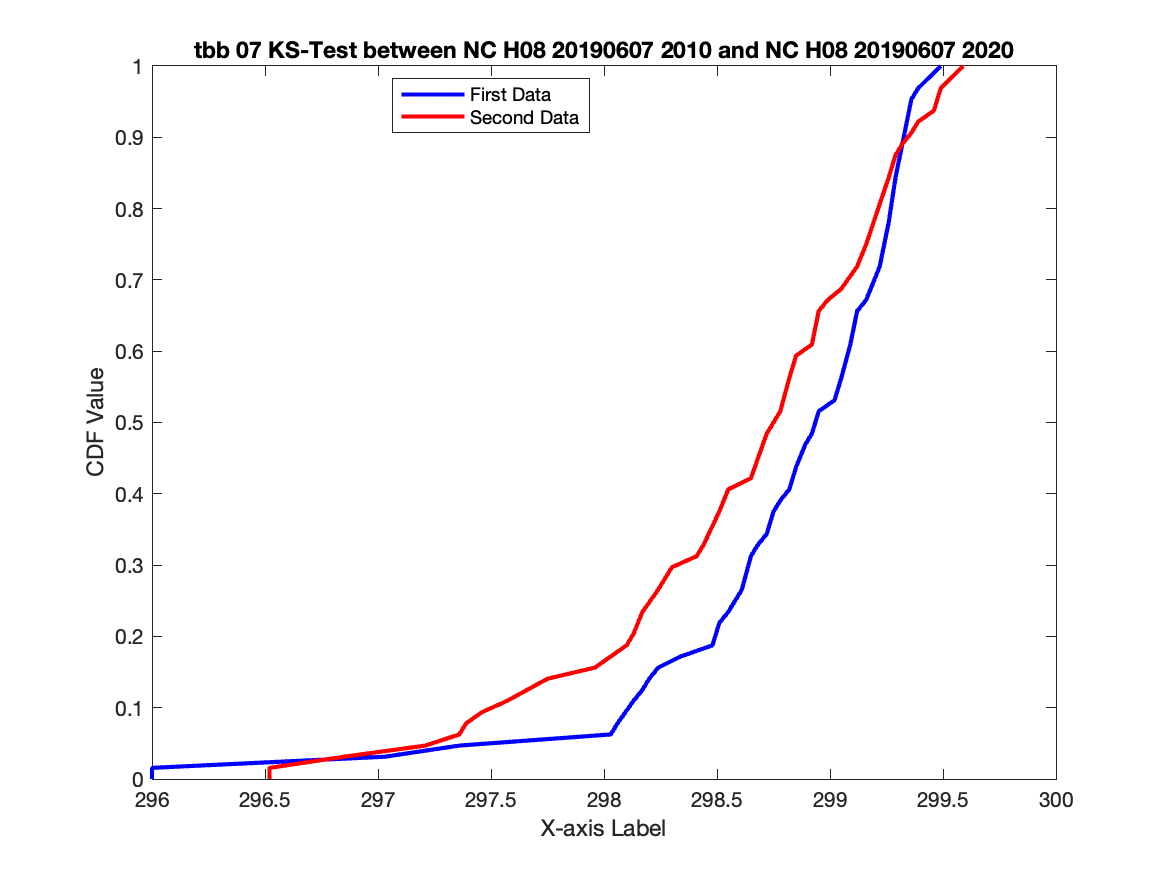 tbb 07 KS-Test between NC H08 20190607 2010 and NC H08 20190607 2020
First Data
Second Data
1
0.9
0.8
0.7
0.6
0.5
0.4
0.3
0.2
0.1
0
CDF Value
296 296.5 297 297.5 298 298.5 299 299.5 300
X-axis Label